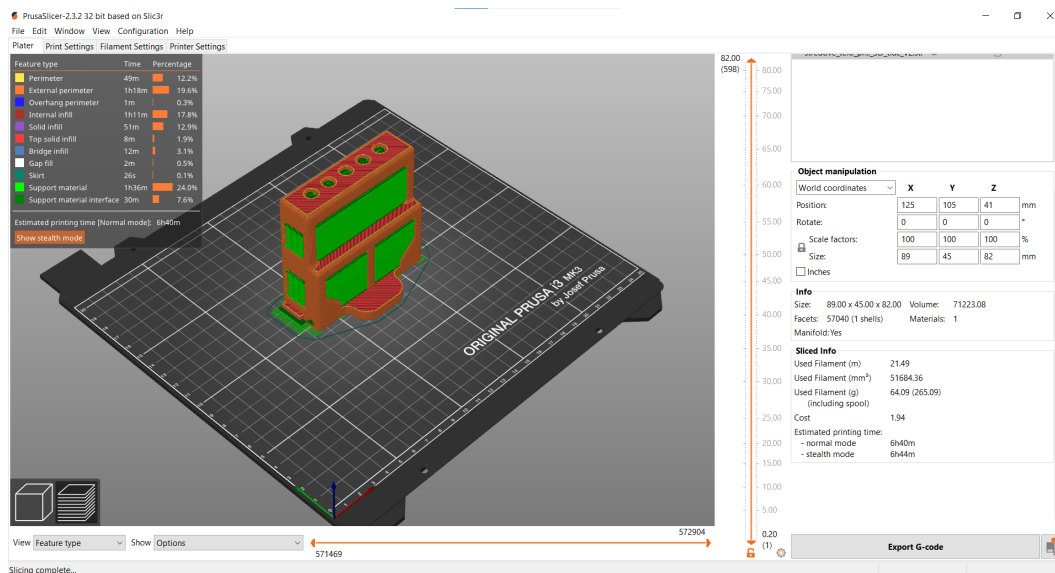 PrusaSlicer-2.3.2 32 bit based on Slic3r
File Edit Window View Configuration Help
Plater Print Settings Filament Settings Printer Settings
Feature type Time Percentage
Perimeter 49m 12.2%
External perimeter 1h18m 19.6%
Overhang perimeter 1m 0.3%
Internal infill 1h11m 17.8%
Solid infill 51m 12.9%
Top solid infill 8m 1.9%
Bridge infill 12m 3.1%
Gap fill 2m 0.5%
Skirt 26s 0.1%
Support material 1h36m 24.0%
Support material interface 30m 7.6%
Estimated printing time [Normal mode]: 6h40m
Show stealth mode
ORIGINAL PRUSA i3 MK3
by Josef Prusa
82.00
(598)
80.00
75.00
70.00
65.00
60.00
55.00
50.00
45.00
40.00
35.00
30.00
25.00
20.00
15.00
10.00
5.00
0.20
(1)
Object manipulation
World coordinates X Y Z
Position: 125 105 41 mm
Rotate: 0 0 0 °
Scale factors: 100 100 100 %
Size: 89 45 82 mm
Inches
Info
Size: 89.00 x 45.00 x 82.00 Volume: 71223.08
Facets: 57040 (1 shells) Materials: 1
Manifold: Yes
Sliced Info
Used Filament (m) 21.49
Used Filament (mm³) 51684.36
Used Filament (g) 64.09 (265.09)
(including spool)
Cost 1.94
Estimated printing time:
- normal mode 6h40m
- stealth mode 6h44m
Export G-code
View Feature type Show Options
572904
571469
Slicing complete...